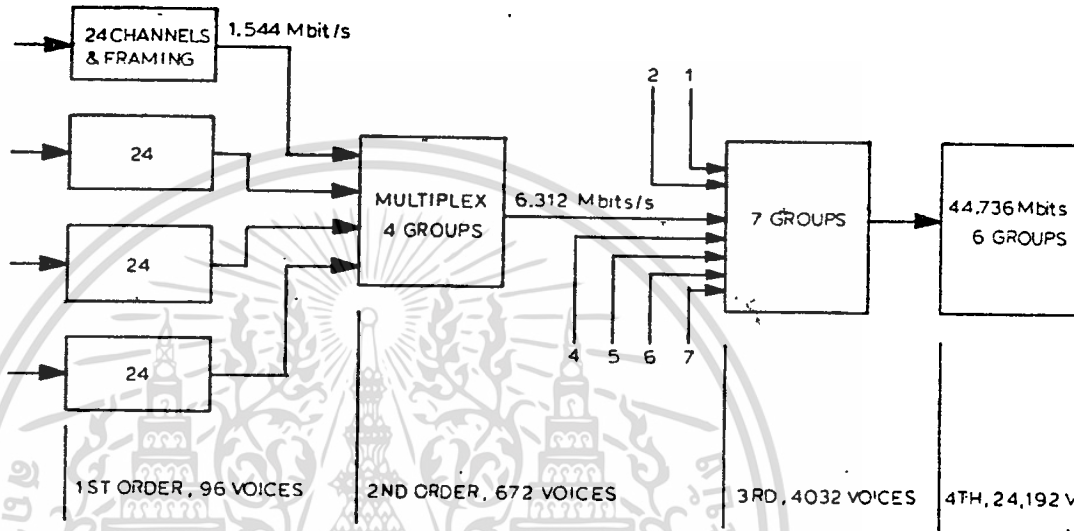 24 CHANNELS
& FRAMING
1.544 Mbit/s
24
24
24
MULTIPLEX
4 GROUPS
6.312 Mbits/s
2 1
4 5 6 7
7 GROUPS
44.736 Mbits
6 GROUPS
1ST ORDER, 96 VOICES
2ND ORDER, 672 VOICES
3RD, 4032 VOICES
4TH, 24,192 V